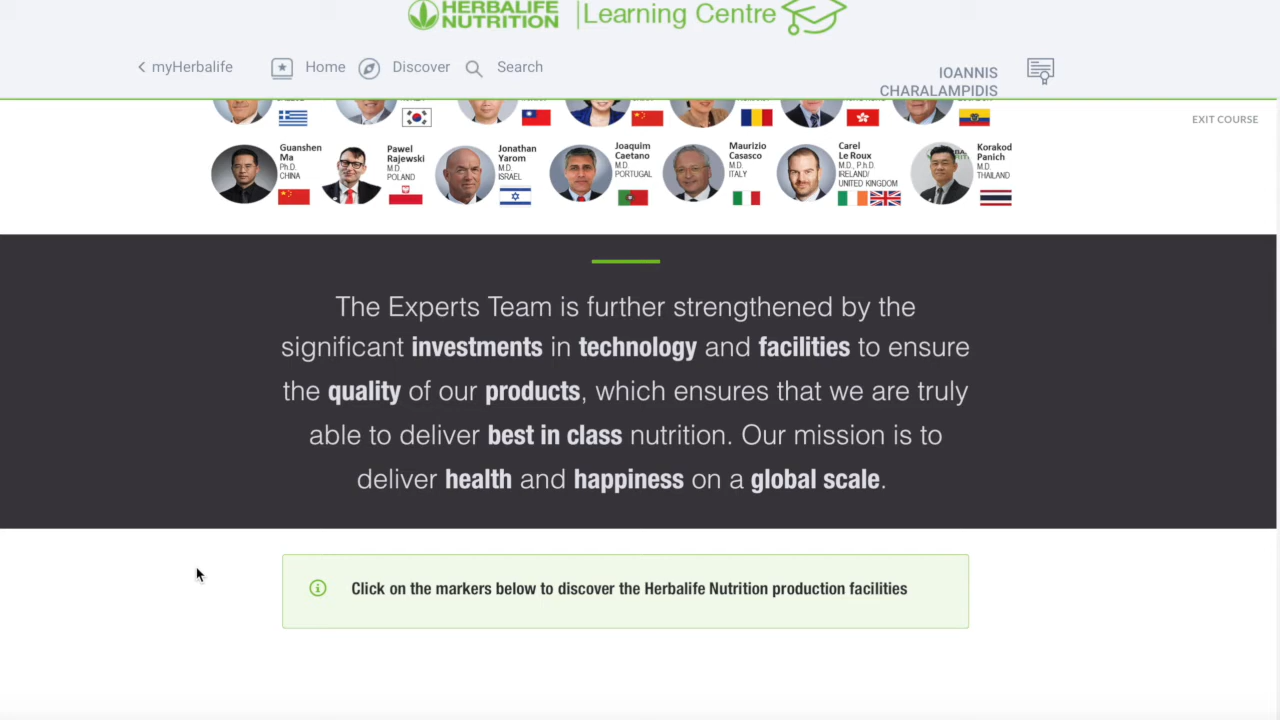 HERBALIFE
NUTRITION
Learning Centre
myHerbalife
Home
Discover
Search
IOANNIS
CHARALAMPIDIS
EXIT COURSE
Guanshen
Ma
Ph.D.
CHINA
Pawel
Rajewski
M.D.
POLAND
Jonathan
Yarom
M.D.
ISRAEL
Joaquim
Caetano
M.D.
PORTUGAL
Maurizio
Casasco
M.D.
ITALY
Carel
Le Roux
M.D., P.h.D.
IRELAND/
UNITED KINGDOM
Korakod
Panich
M.D.
THAILAND
The Experts Team is further strengthened by the
significant investments in technology and facilities to ensure
the quality of our products, which ensures that we are truly
able to deliver best in class nutrition. Our mission is to
deliver health and happiness on a global scale.
Click on the markers below to discover the Herbalife Nutrition production facilities